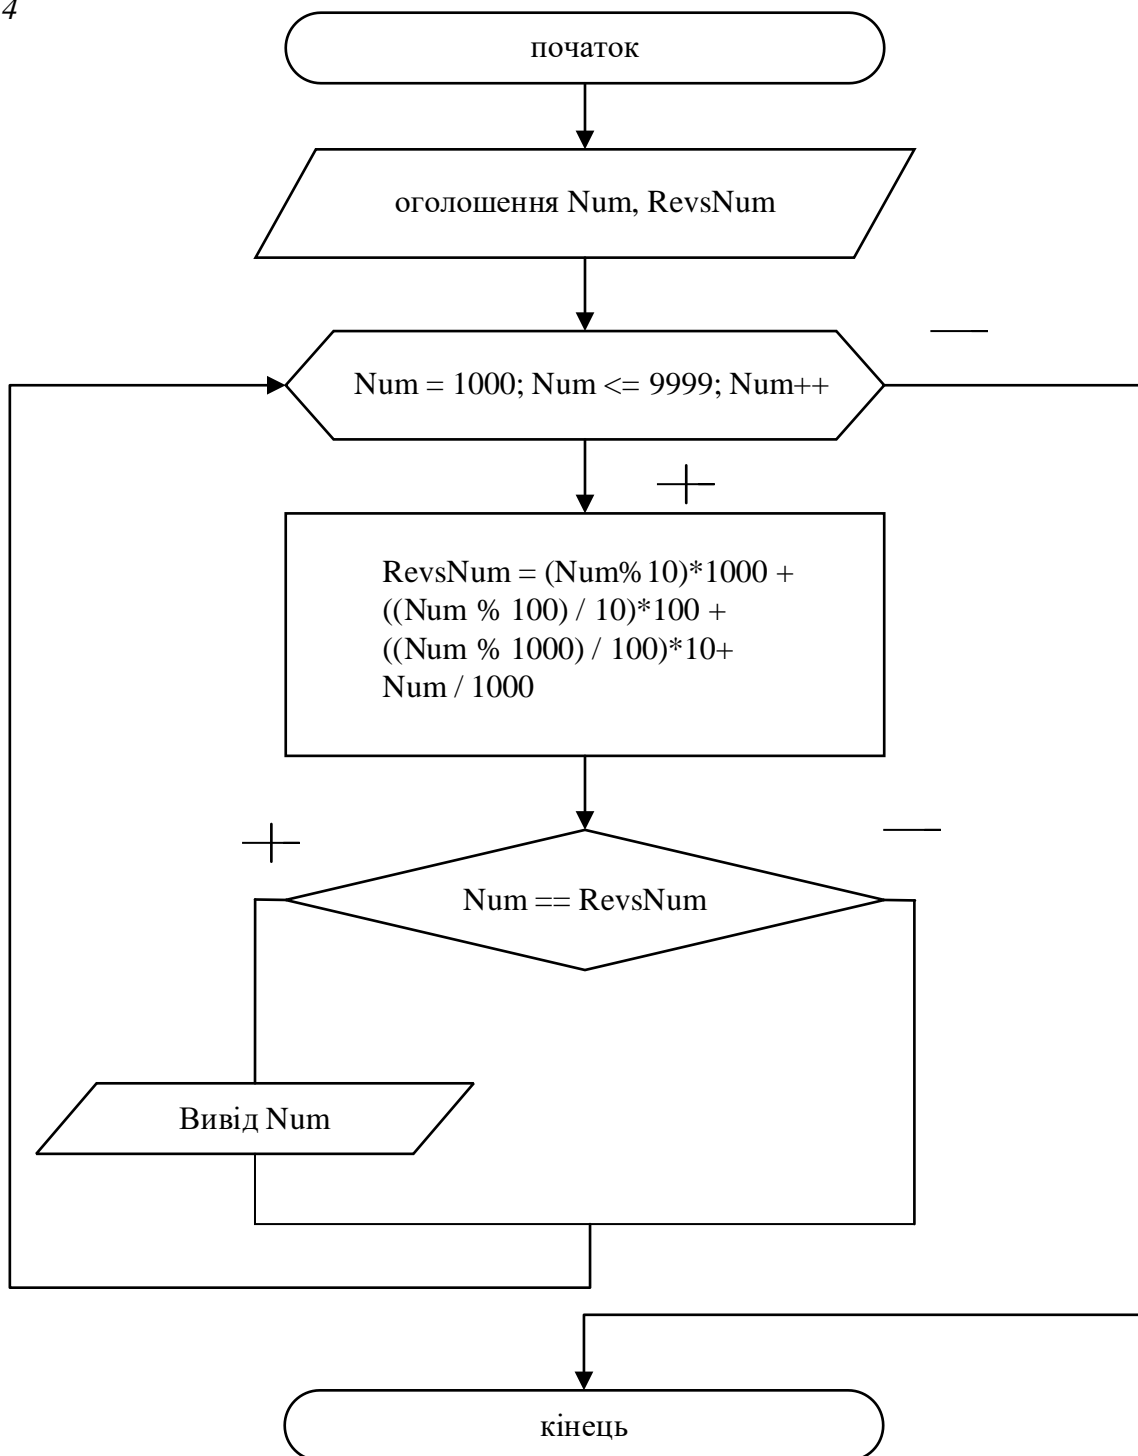 4
початок
оголошення Num, RevsNum
Num = 1000; Num <= 9999; Num++
RevsNum = (Num%10)*1000 +
((Num % 100) / 10)*100 +
((Num % 1000) / 100)*10+
Num / 1000
Num == RevsNum
Вивід Num
кінець